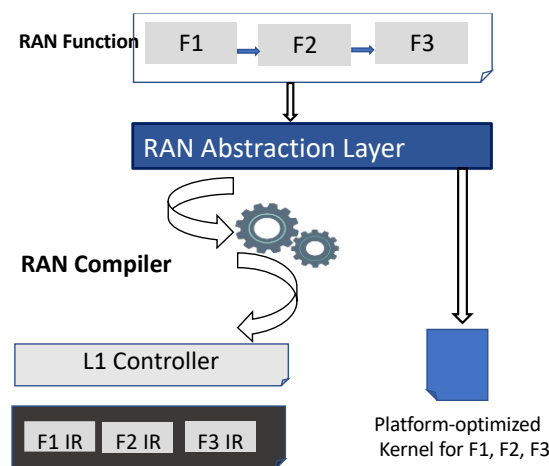 RAN Function
F1
F2
F3
RAN Abstraction Layer
RAN Compiler
L1 Controller
F1 IR
F2 IR
F3 IR
Platform-optimized
Kernel for F1, F2, F3